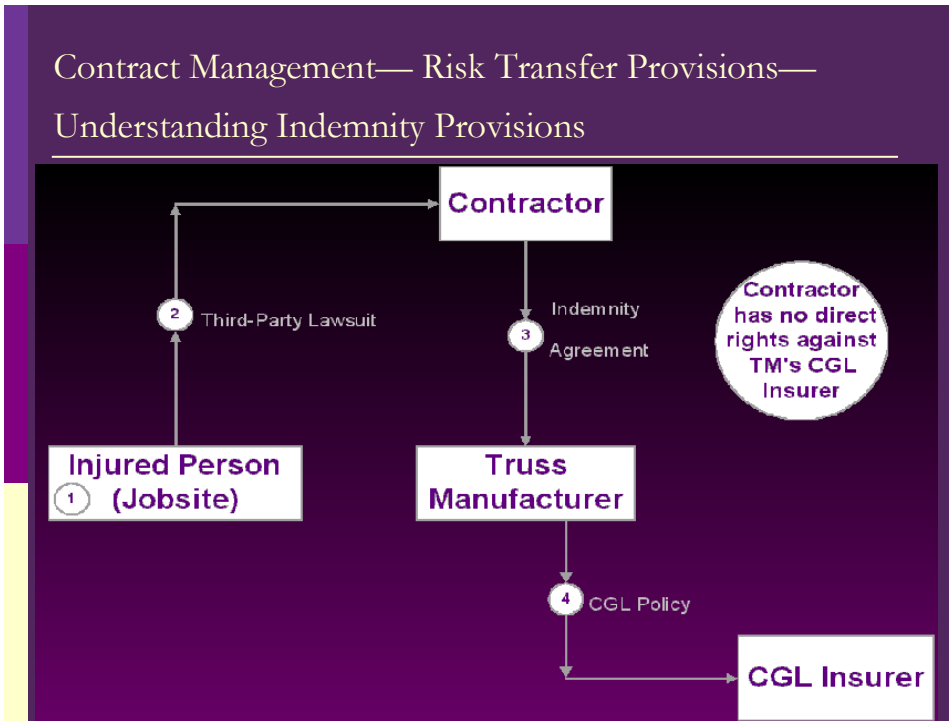 Contract Management— Risk Transfer Provisions—
Understanding Indemnity Provisions
Contractor
2
Third-Party Lawsuit
Indemnity
3
Agreement
Contractor
has no direct
rights against
TM's CGL
Insurer
Injured Person
1
(Jobsite)
Truss
Manufacturer
4
CGL Policy
CGL Insurer